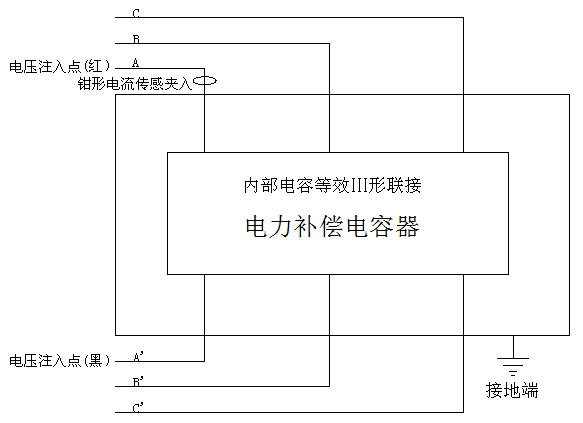 C
B
电压注入点(红) A
钳形电流传感夹入
内部电容等效III形联接
电力补偿电容器
电压注入点(黑) A'
B'
C'
接地端